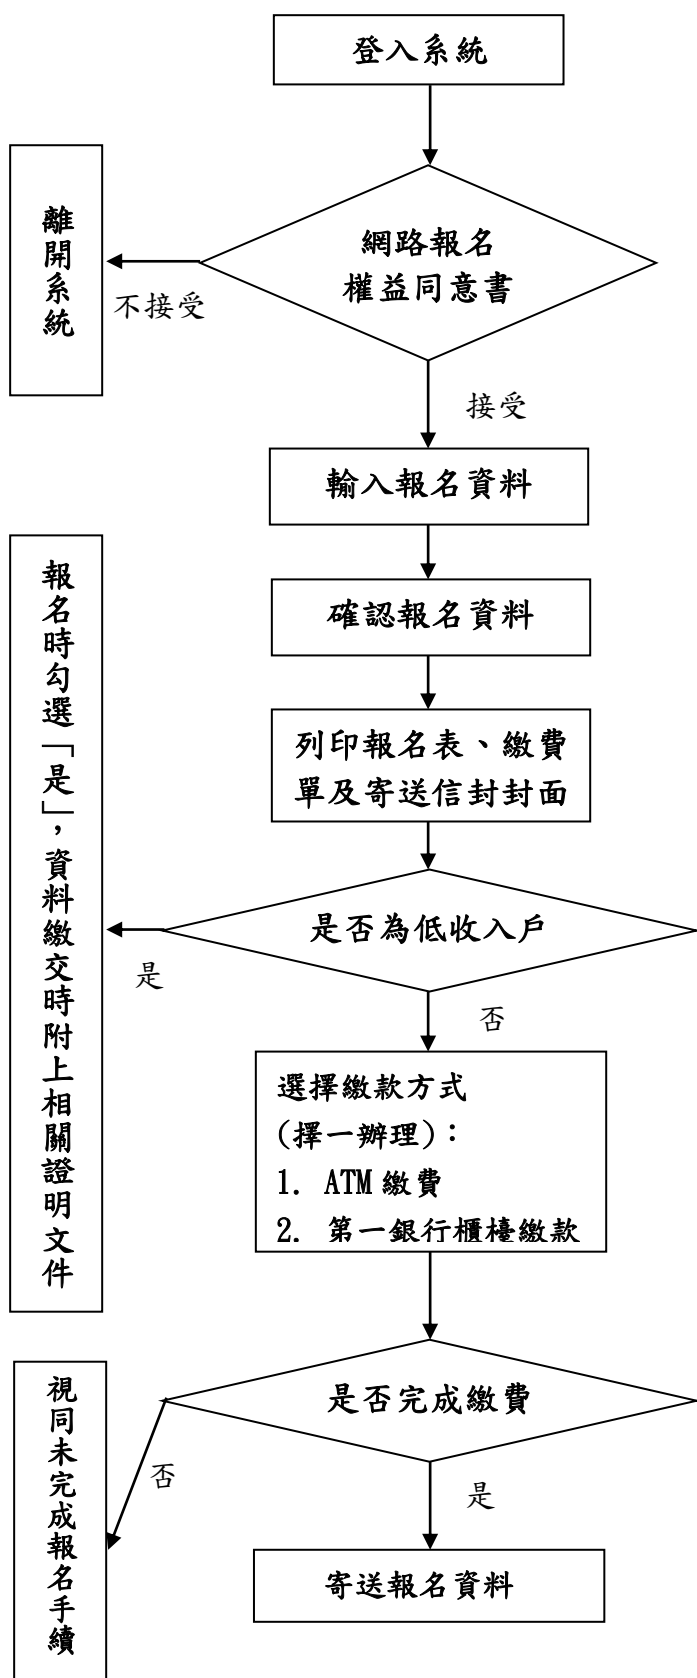 登入系統
網路報名
權益同意書
離開系統
不接受
接受
輸入報名資料
確認報名資料
列印報名表、繳費
單及寄送信封封面
是否為低收入戶
是
報名時勾選「是」，資料繳交時附上相關證明文件
否
選擇繳款方式
(擇一辦理)：
1. ATM 繳費
2. 第一銀行櫃檯繳款
是否完成繳費
否
視同未完成報名手續
是
寄送報名資料